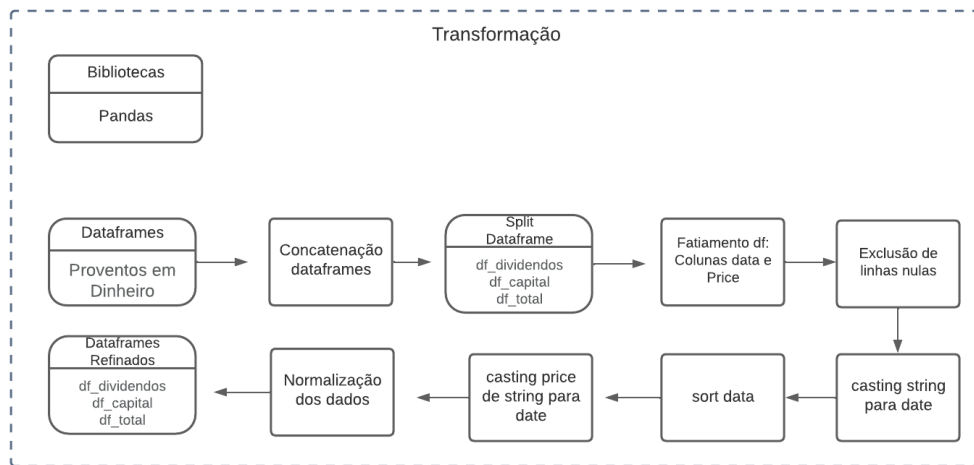 Transformação
Bibliotecas
Pandas
Dataframes
Proventos em
Dinheiro
Concatenação
dataframes
Split
Dataframe
df_dividendos
df_capital
df_total
Fatiamento df:
Colunas data e
Price
Exclusão de
linhas nulas
casting string
para date
sort data
casting price
de string para
date
Normalização
dos dados
Dataframes
Refinados
df_dividendos
df_capital
df_total